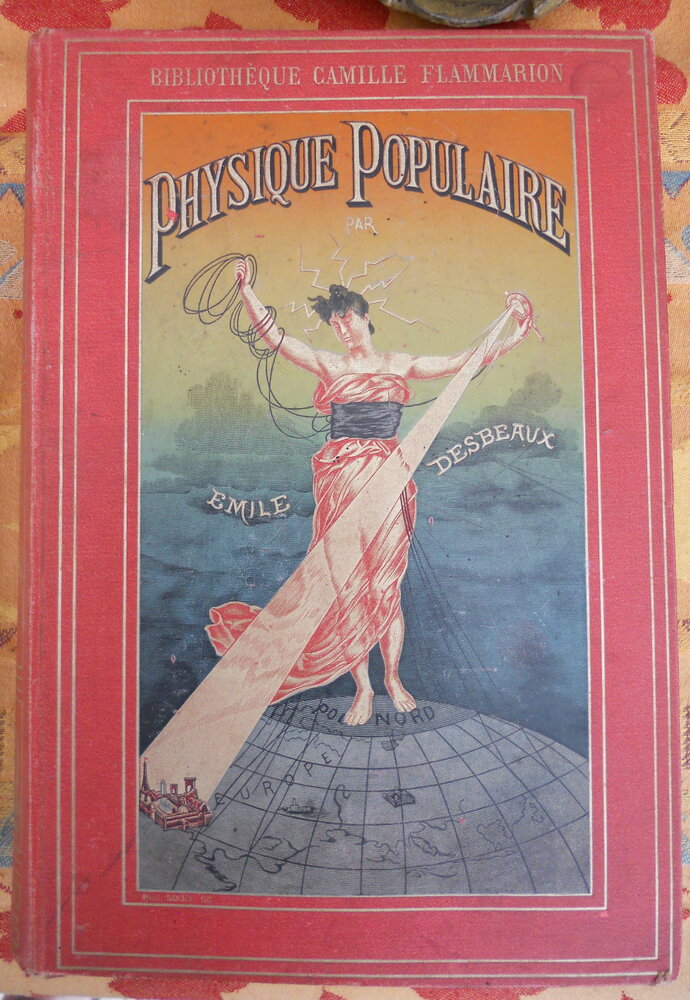 BIBLIOTHÈQUE CAMILLE FLAMMARION
PHYSIQUE POPULAIRE
PAR
EMILE DESBEAUX
POLE NORD
EUROPE